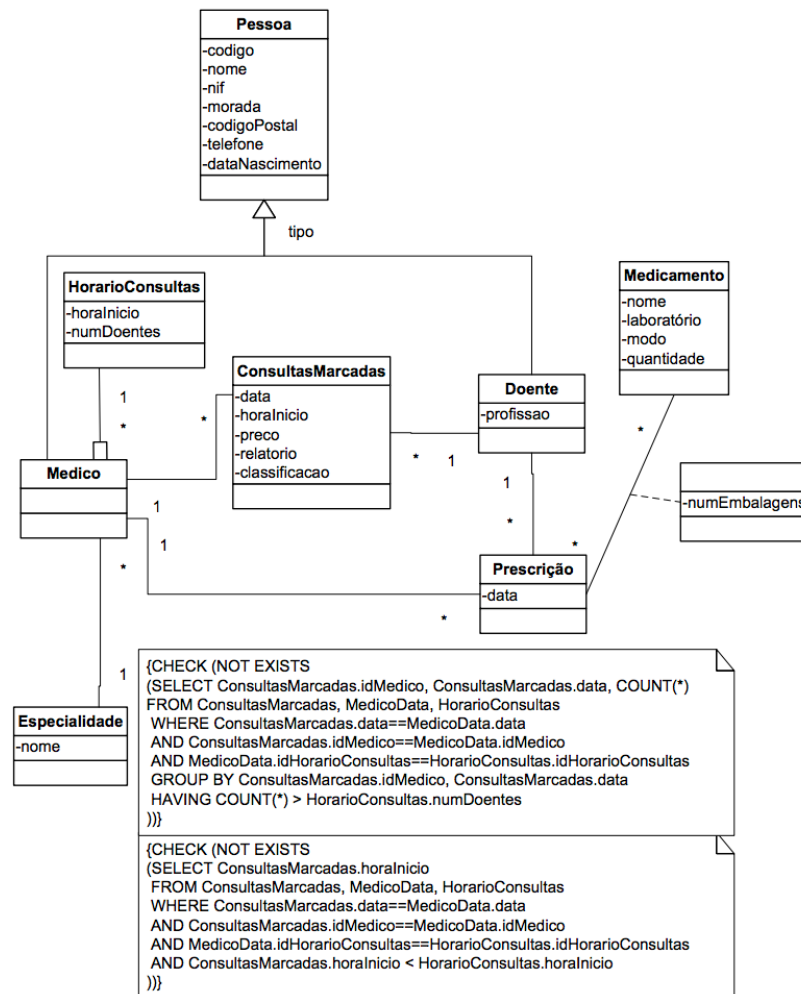 Pessoa
-codigo
-nome
-nif
-morada
-codigoPostal
-telefone
-dataNascimento
tipo
HorarioConsultas
-horaInicio
-numDoentes
Medicamento
-nome
-laboratório
-modo
-quantidade
ConsultasMarcadas
-data
-horaInicio
-preco
-relatorio
-classificacao
Doente
-profissao
1
*
*
*
*
1
Medico
1
1
1
*
-numEmbalagens
*
*
Prescrição
-data
*
1
Especialidade
-nome
{CHECK (NOT EXISTS
(SELECT ConsultasMarcadas.idMedico, ConsultasMarcadas.data, COUNT(*)
FROM ConsultasMarcadas, MedicoData, HorarioConsultas
WHERE ConsultasMarcadas.data==MedicoData.data
AND ConsultasMarcadas.idMedico==MedicoData.idMedico
AND MedicoData.idHorarioConsultas==HorarioConsultas.idHorarioConsultas
GROUP BY ConsultasMarcadas.idMedico, ConsultasMarcadas.data
HAVING COUNT(*) > HorarioConsultas.numDoentes
))}
{CHECK (NOT EXISTS
(SELECT ConsultasMarcadas.horaInicio
FROM ConsultasMarcadas, MedicoData, HorarioConsultas
WHERE ConsultasMarcadas.data==MedicoData.data
AND ConsultasMarcadas.idMedico==MedicoData.idMedico
AND MedicoData.idHorarioConsultas==HorarioConsultas.idHorarioConsultas
AND ConsultasMarcadas.horaInicio < HorarioConsultas.horaInicio
))}